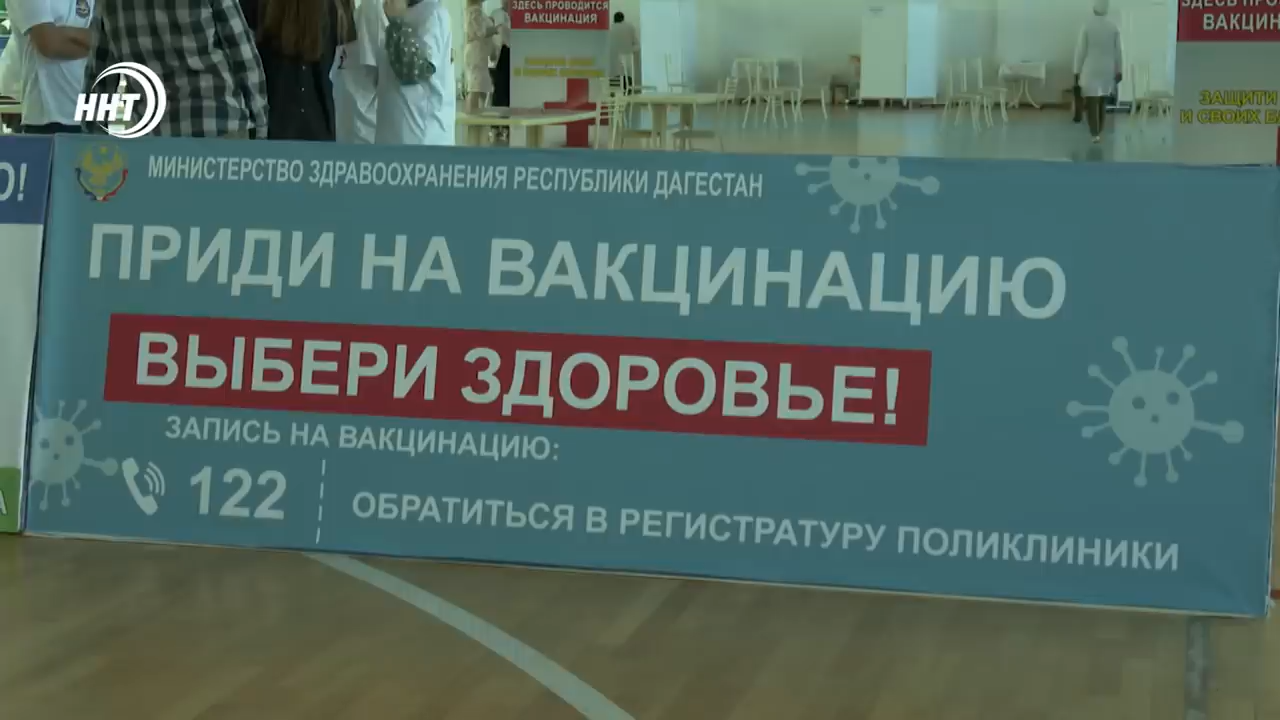 ЗДЕСЬ ПРОВОДИТСЯ
ВАКЦИНАЦИЯ
ННТ
ЗАЩИТИ
О!
МИНИСТЕРСТВО ЗДРАВООХРАНЕНИЯ РЕСПУБЛИКИ ДАГЕСТАН
ПРИДИ НА ВАКЦИНАЦИЮ
ВЫБЕРИ ЗДОРОВЬЕ!
ЗАПИСЬ НА ВАКЦИНАЦИЮ:
122
ОБРАТИТЬСЯ В РЕГИСТРАТУРУ ПОЛИКЛИНИКИ